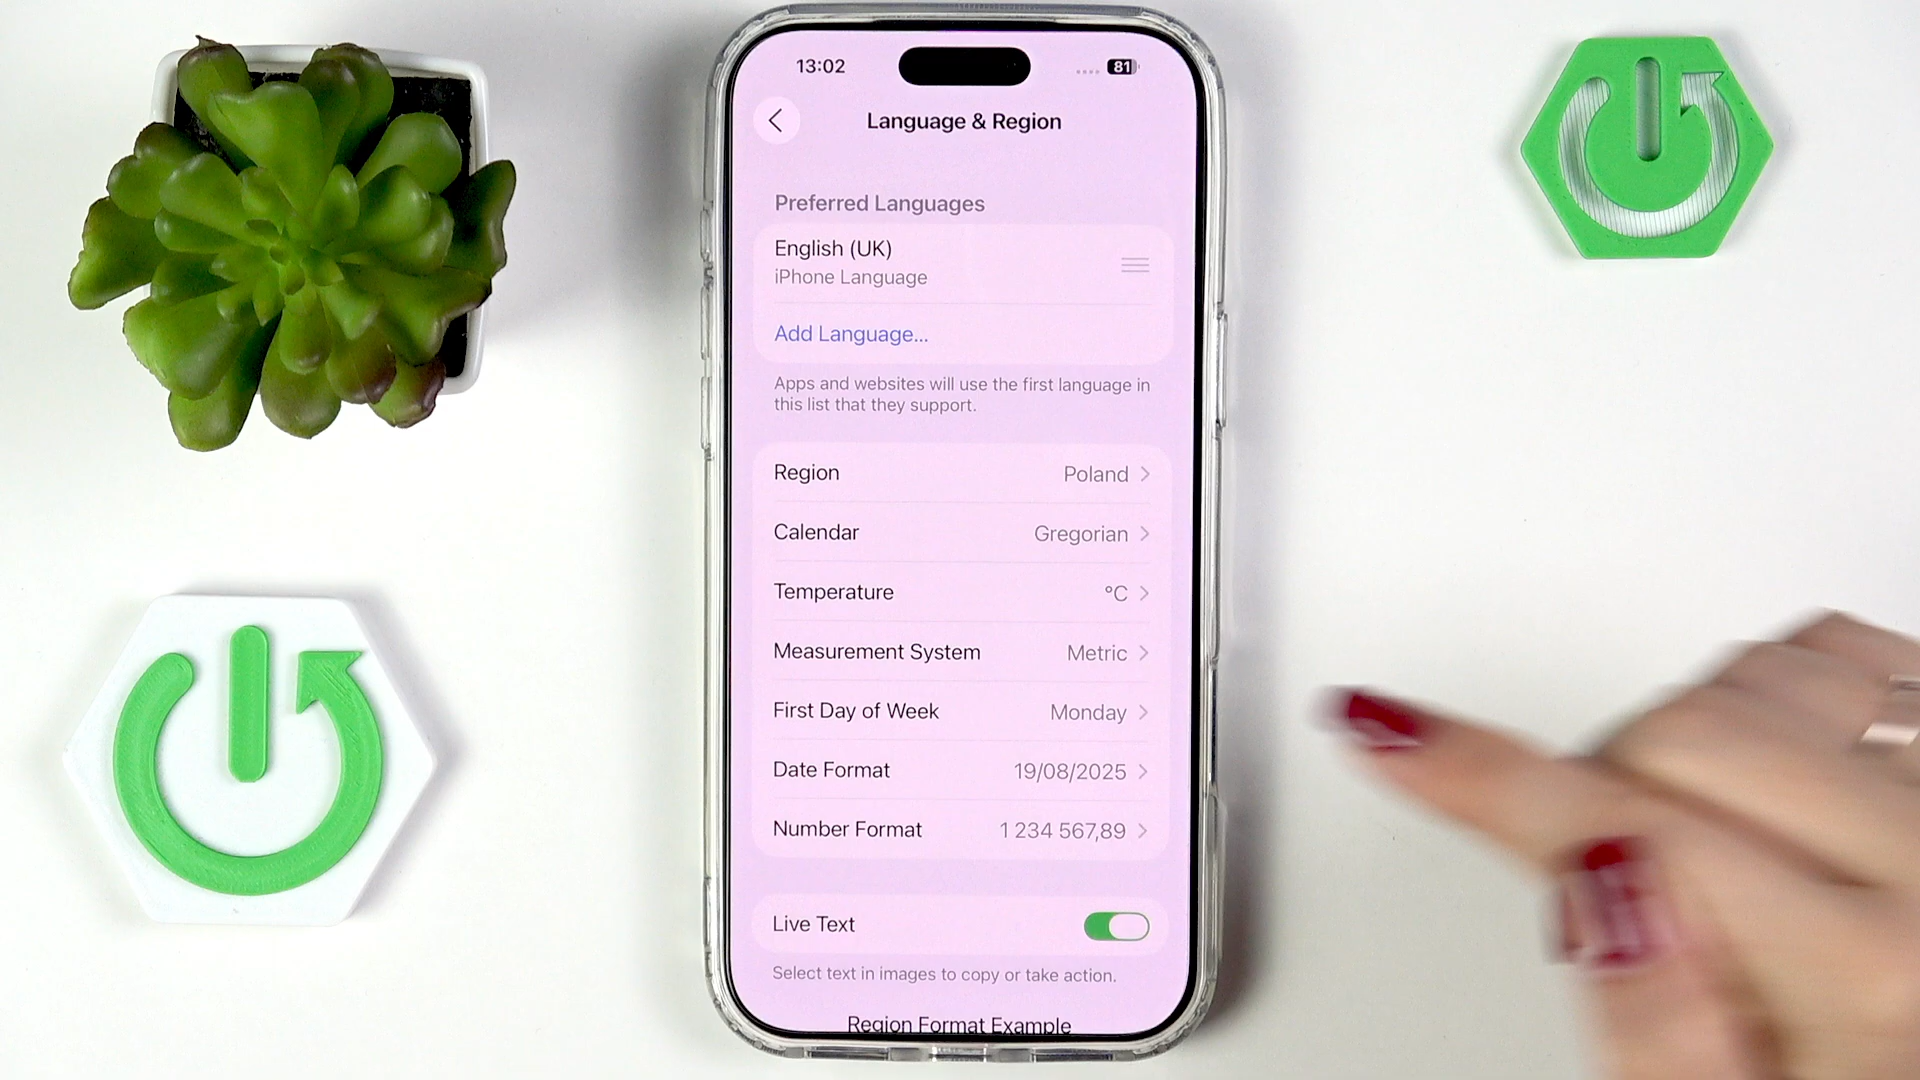 13:02
81
Language & Region
Preferred Languages
English (UK)
iPhone Language
Add Language...
Apps and websites will use the first language in
this list that they support.
Region Poland
Calendar Gregorian
Temperature °C
Measurement System Metric
First Day of Week Monday
Date Format 19/08/2025
Number Format 1 234 567,89
Live Text
Select text in images to copy or take action.
Region Format Example